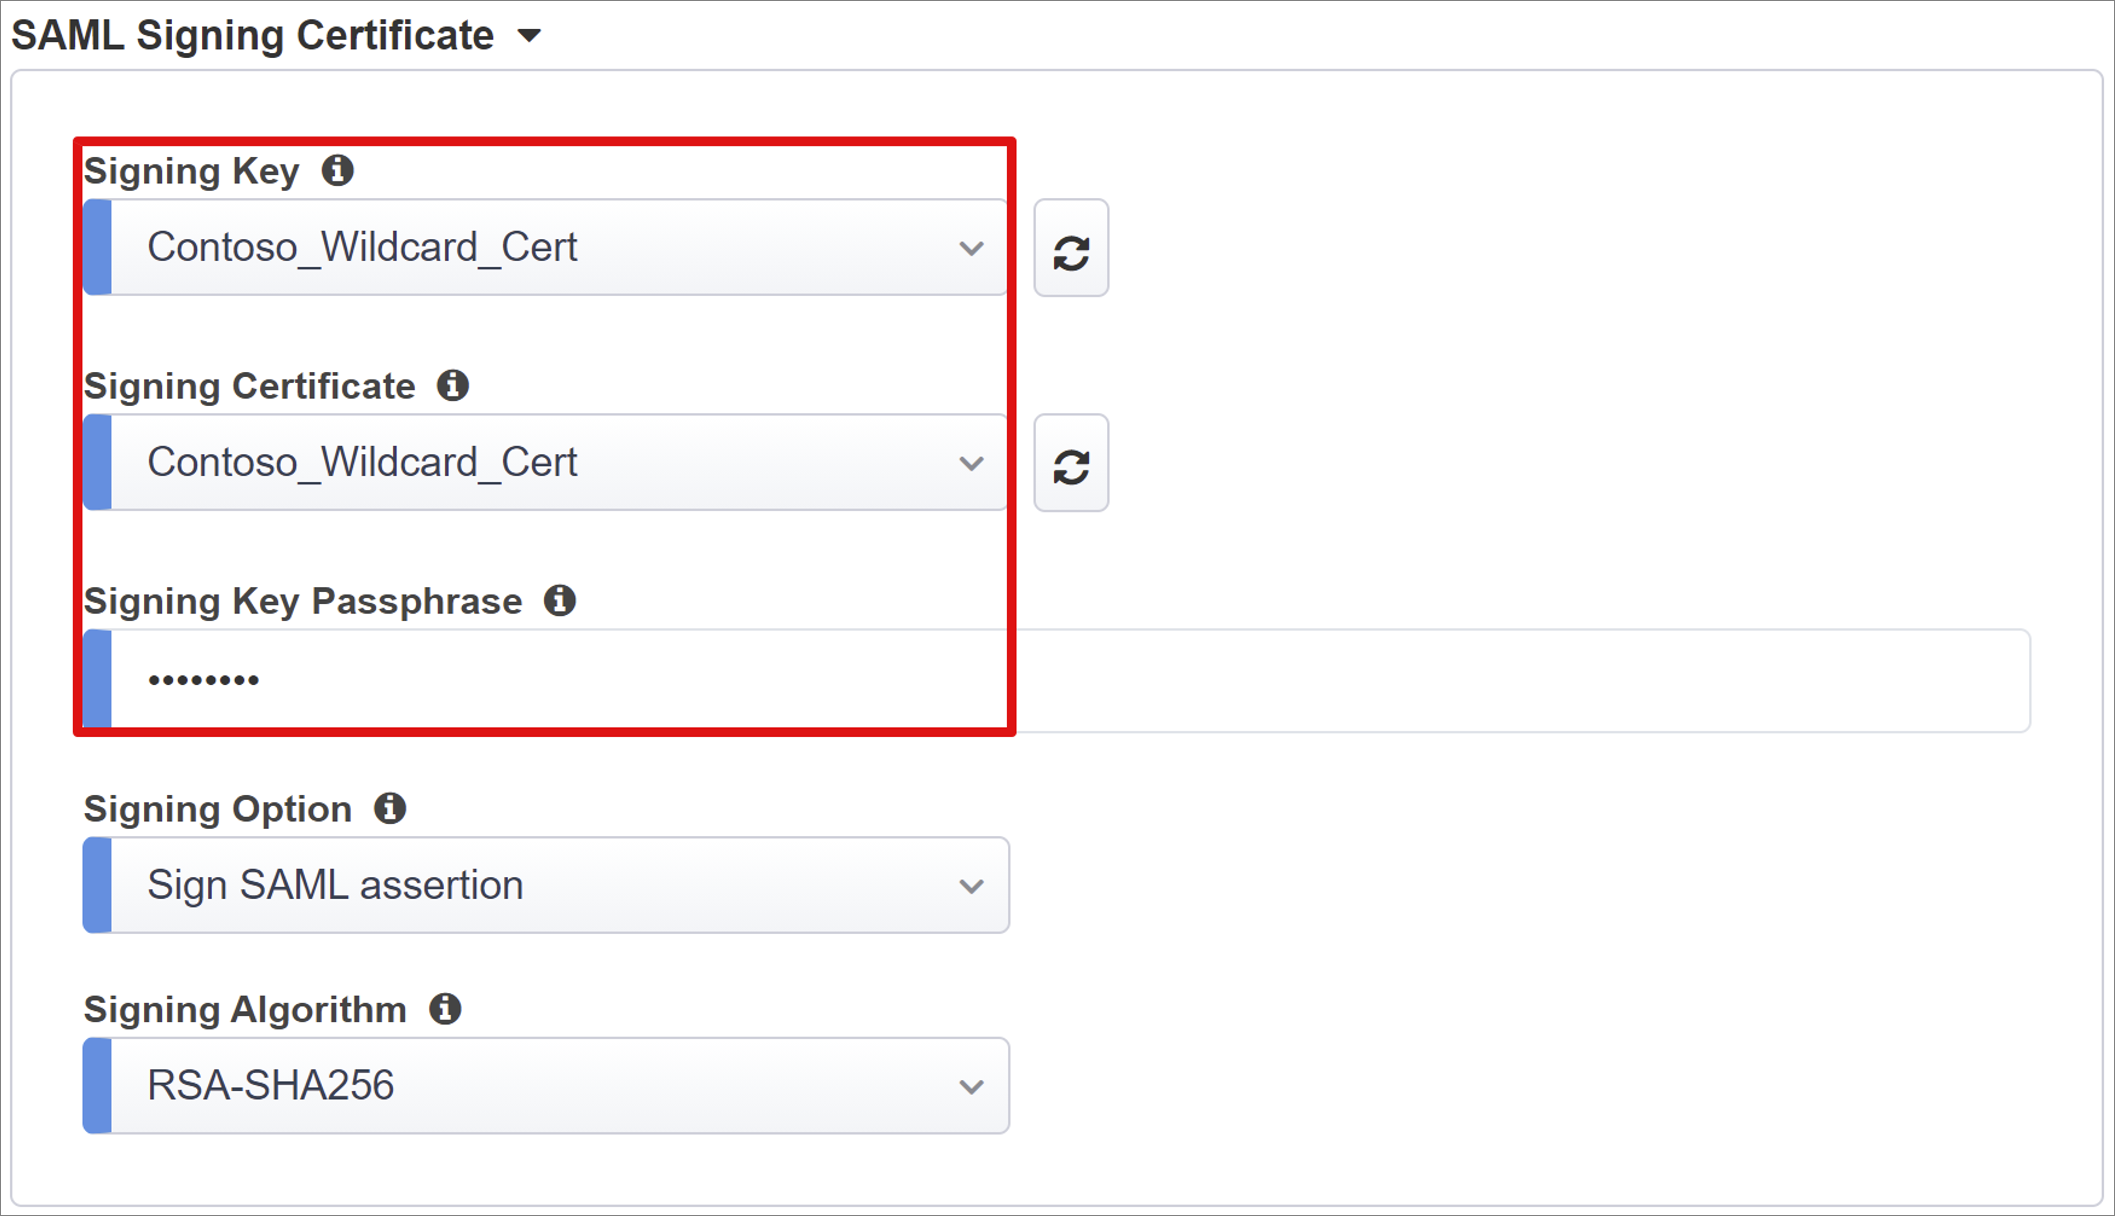 SAML Signing Certificate
Signing Key
Contoso_Wildcard_Cert
Signing Certificate
Contoso_Wildcard_Cert
Signing Key Passphrase
••••••••
Signing Option
Sign SAML assertion
Signing Algorithm
RSA-SHA256